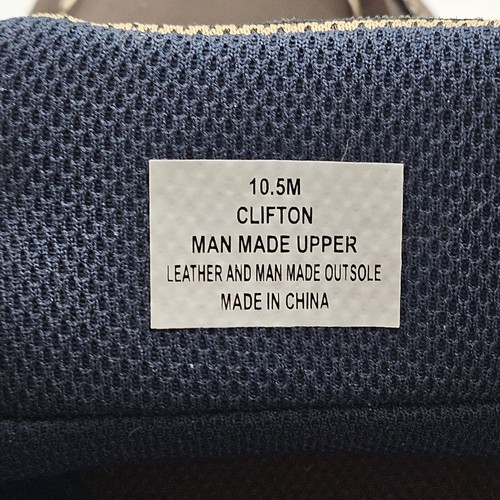 10.5M
CLIFTON
MAN MADE UPPER
LEATHER AND MAN MADE OUTSOLE
MADE IN CHINA